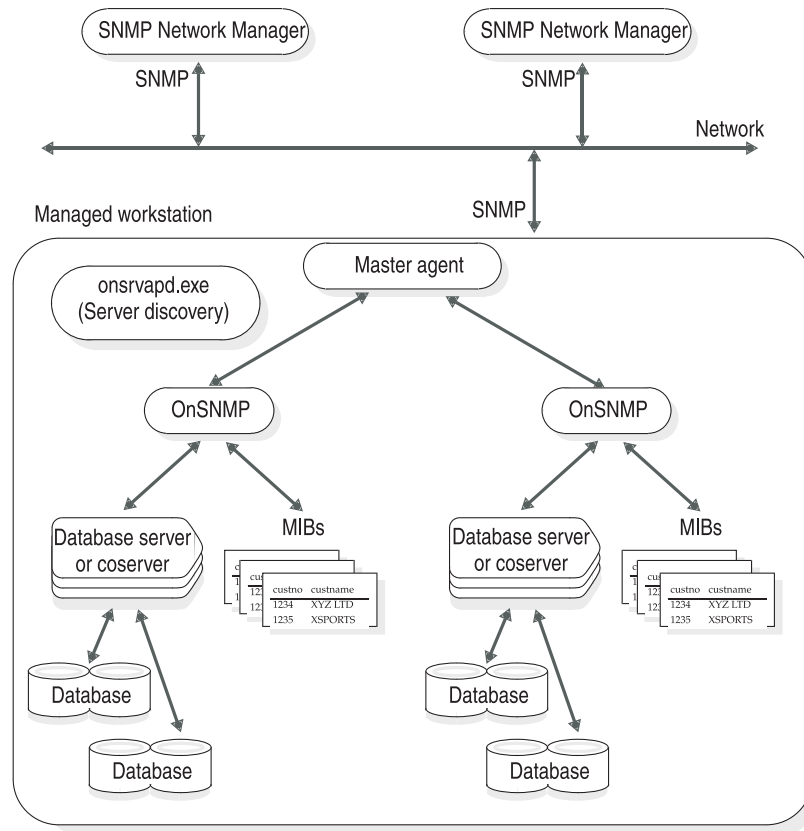 SNMP Network Manager
SNMP Network Manager
SNMP
SNMP
Network
SNMP
Managed workstation
Master agent
onsrvapd.exe
(Server discovery)
OnSNMP
OnSNMP
Database server
or coserver
MIBs
custno custname
1234 XYZ LTD
1235 XSPORTS
Database server
or coserver
MIBs
custno custname
1234 XYZ LTD
1235 XSPORTS
Database
Database
Database
Database